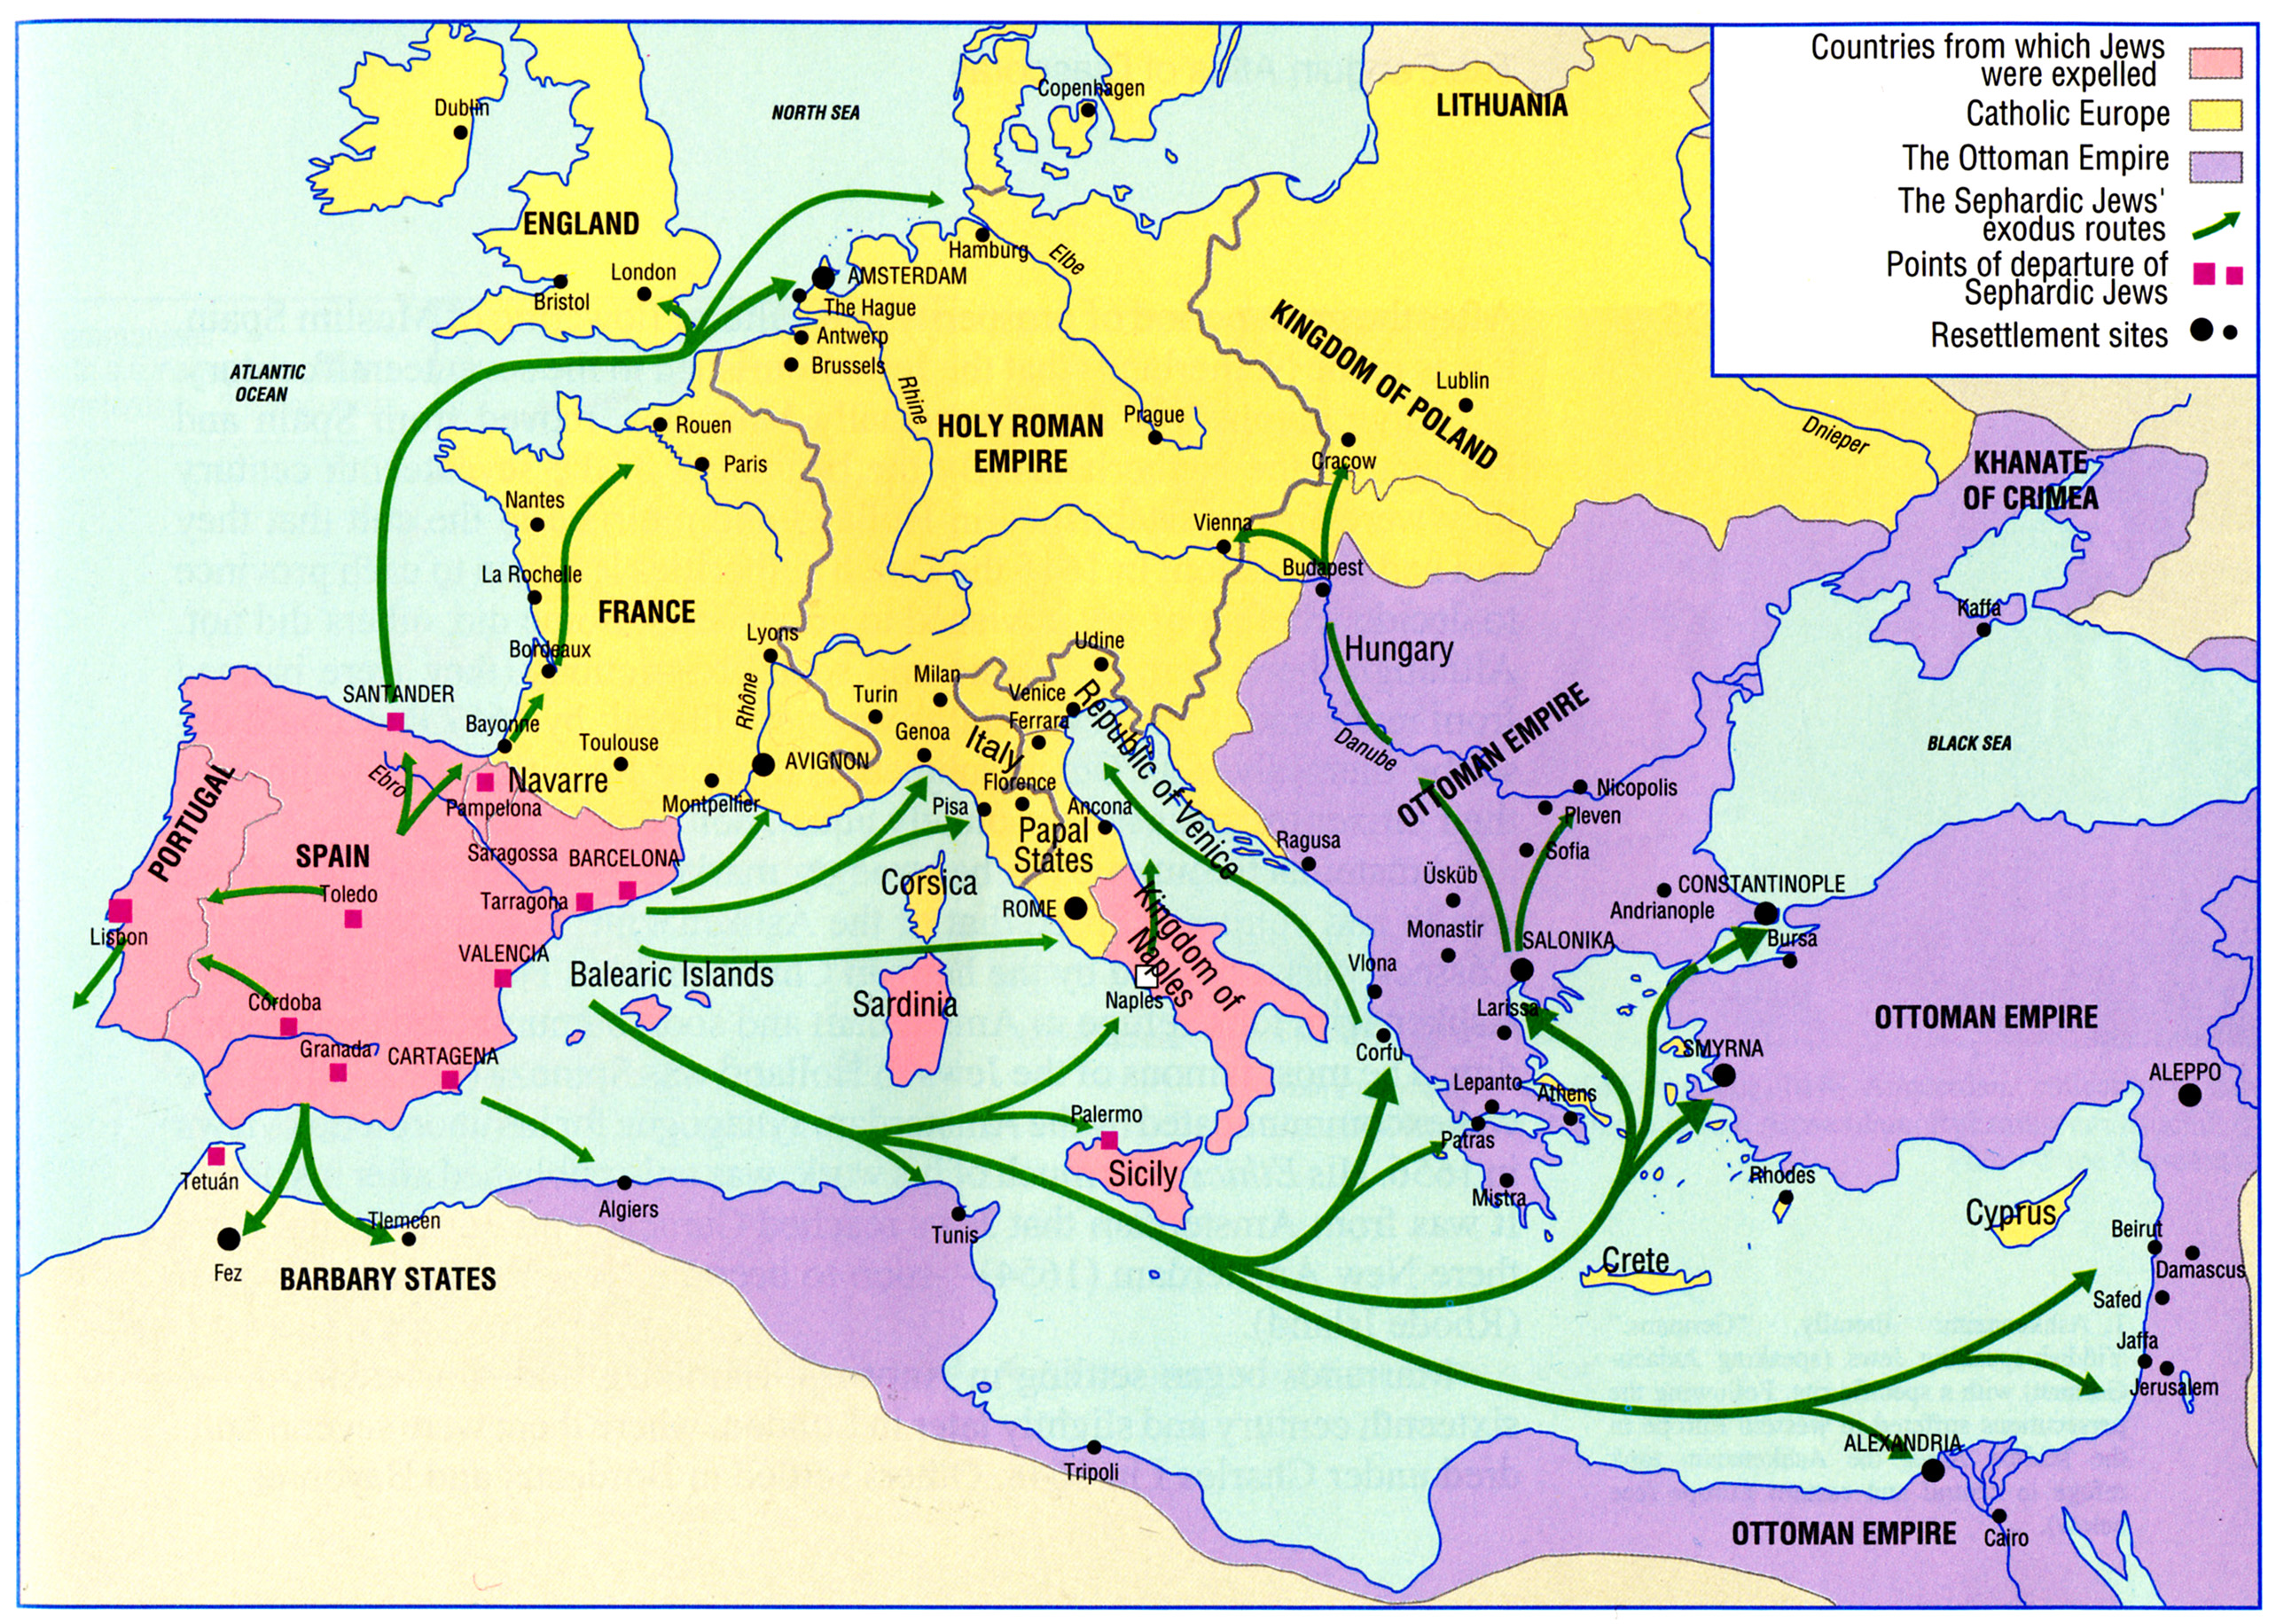 Countries from which Jews
were expelled
Catholic Europe
The Ottoman Empire
The Sephardic Jews'
exodus routes
Points of departure of
Sephardic Jews
Resettlement sites
Dublin
NORTH SEA
Copenhagen
LITHUANIA
ENGLAND
London
Bristol
Hamburg
Elbe
AMSTERDAM
The Hague
Antwerp
Brussels
Rhine
ATLANTIC
OCEAN
KINGDOM OF POLAND
Lublin
Cracow
Dnieper
Rouen
Paris
HOLY ROMAN
EMPIRE
Prague
KHANATE
OF CRIMEA
Kaffa
Nantes
La Rochelle
FRANCE
Bordeaux
Lyons
Rhône
Vienna
Budapest
Hungary
Udine
Milan
Turin
Venice
Ferrara
Genoa
Italy
Republic of Venice
SANTANDER
Bayonne
Toulouse
AVIGNON
Navarre
Montpellier
Ebro
Pampelona
PORTUGAL
SPAIN
Saragossa
BARCELONA
Toledo
Tarragona
Lisbon
VALENCIA
Florence
Pisa
Ancona
Papal
States
Corsica
ROME
Kingdom of
Naples
Naples
Danube
OTTOMAN EMPIRE
BLACK SEA
Nicopolis
Pleven
Sofia
Ragusa
Üsküb
CONSTANTINOPLE
Andrianople
Monastir
SALONIKA
Bursa
Vlona
Larissa
Corfu
Balearic Islands
Sardinia
Córdoba
Granada
CARTAGENA
SMYRNA
OTTOMAN EMPIRE
ALEPPO
Lepanto
Athens
Palermo
Patras
Sicily
Mistra
Rhodes
Tetuán
Tlemcen
Algiers
Tunis
Fez
BARBARY STATES
Crete
Cyprus
Beirut
Damascus
Safed
Jaffa
Jerusalem
ALEXANDRIA
Tripoli
OTTOMAN EMPIRE
Cairo